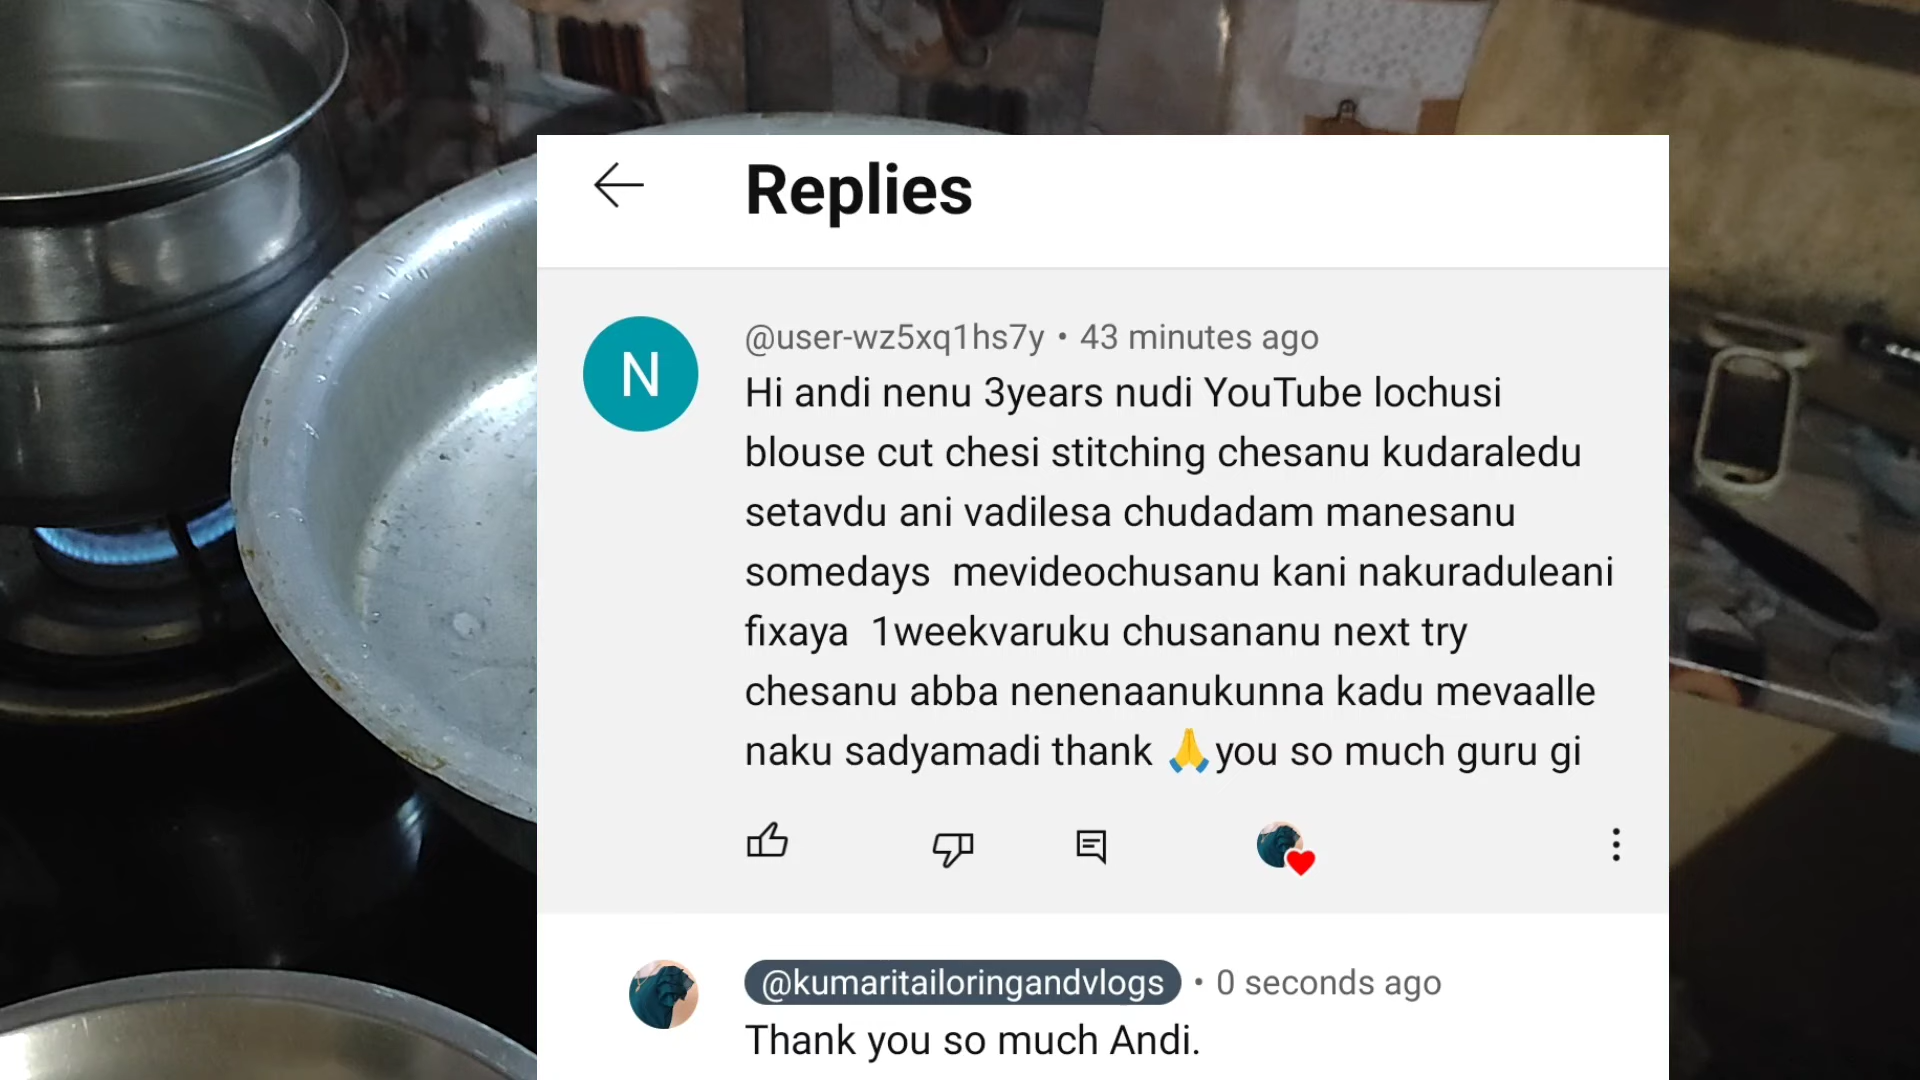 Replies
@user-wz5xq1hs7y • 43 minutes ago
N
Hi andi nenu 3years nudi YouTube lochusi
blouse cut chesi stitching chesanu kudaraledu
setavdu ani vadilesa chudadam manesanu
somedays  mevideochusanu kani nakuraduleani
fixaya  1weekvaruku chusananu next try
chesanu abba nenenaanukunna kadu mevaalle
naku sadyamadi thank 🙏you so much guru gi
@kumaritailoringandvlogs • 0 seconds ago
Thank you so much Andi.